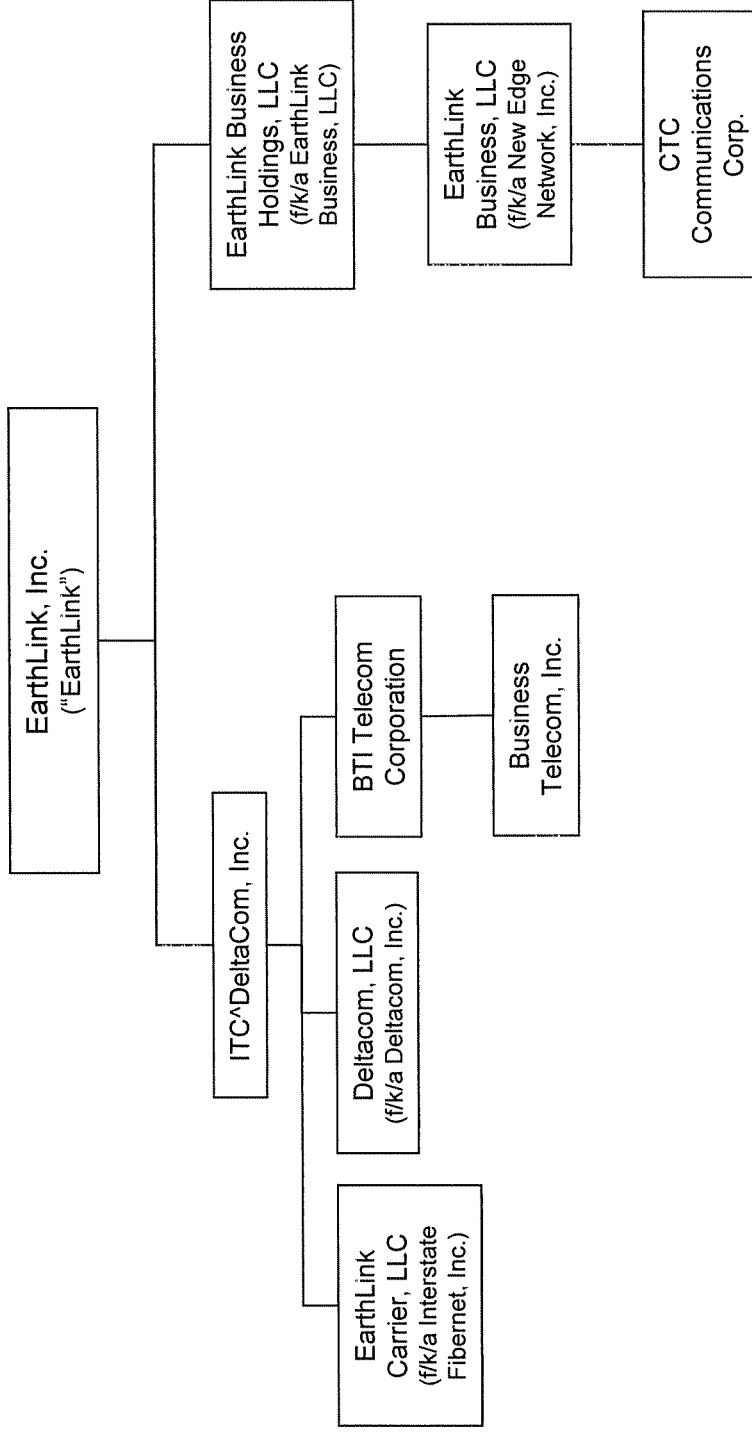 EarthLink, Inc.
(“EarthLink”)
ITC^DeltaCom, Inc.
EarthLink Business
Holdings, LLC
(f/k/a EarthLink
Business, LLC)
EarthLink
Carrier, LLC
(f/k/a Interstate
Fibernet, Inc.)
Deltacom, LLC
(f/k/a Deltacom, Inc.)
BTI Telecom
Corporation
EarthLink
Business, LLC
(f/k/a New Edge
Network, Inc.)
Business
Telecom, Inc.
CTC
Communications
Corp.